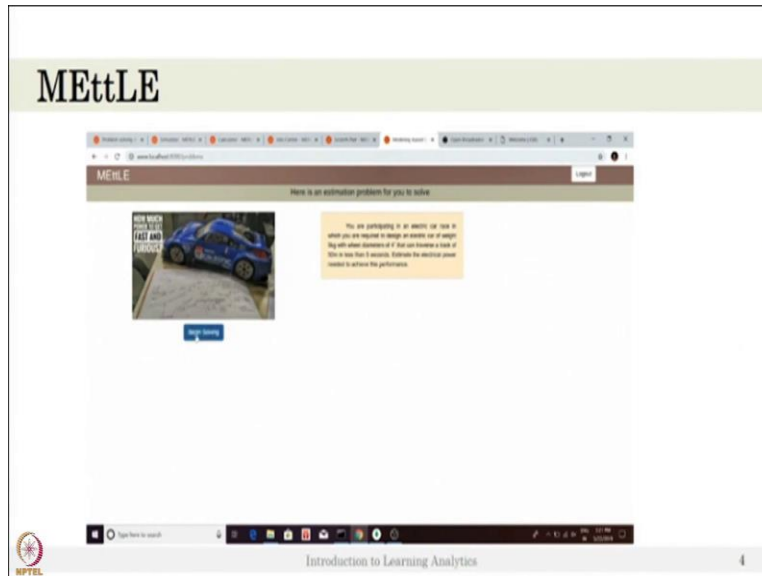 MEttLE
MEttLE
Logout
Here is an estimation problem for you to solve
HOW MUCH
POWER TO GET
FAST AND
FURIOUS?
You are participating in an electric car race in
which you are required to design an electric car of weight
5kg with wheel diameters of 4" that can traverse a track of
50m in less than 5 seconds. Estimate the electrical power
needed to achieve this performance.
Begin Solving
Type here to search
NPTEL
Introduction to Learning Analytics
4